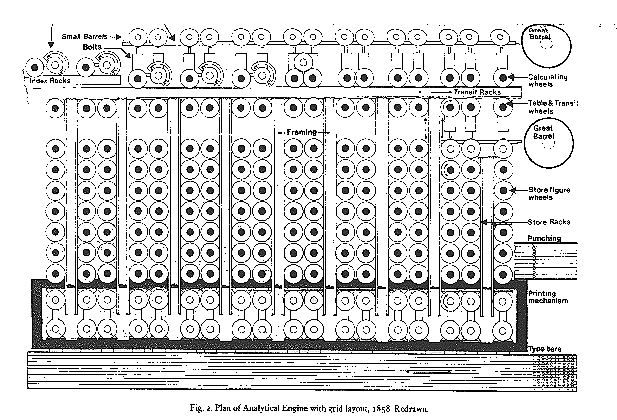 Small Barrels
Great
Barrel
Bolts
Index Racks
Calculating
wheels
Transit Racks
Table & Transit
wheels
Framing
Great
Barrel
Store figure
wheels
Store Racks
Punching
Printing
mechanism
Type bars
Fig. 2. Plan of Analytical Engine with grid layout, 1858 Redrawn.